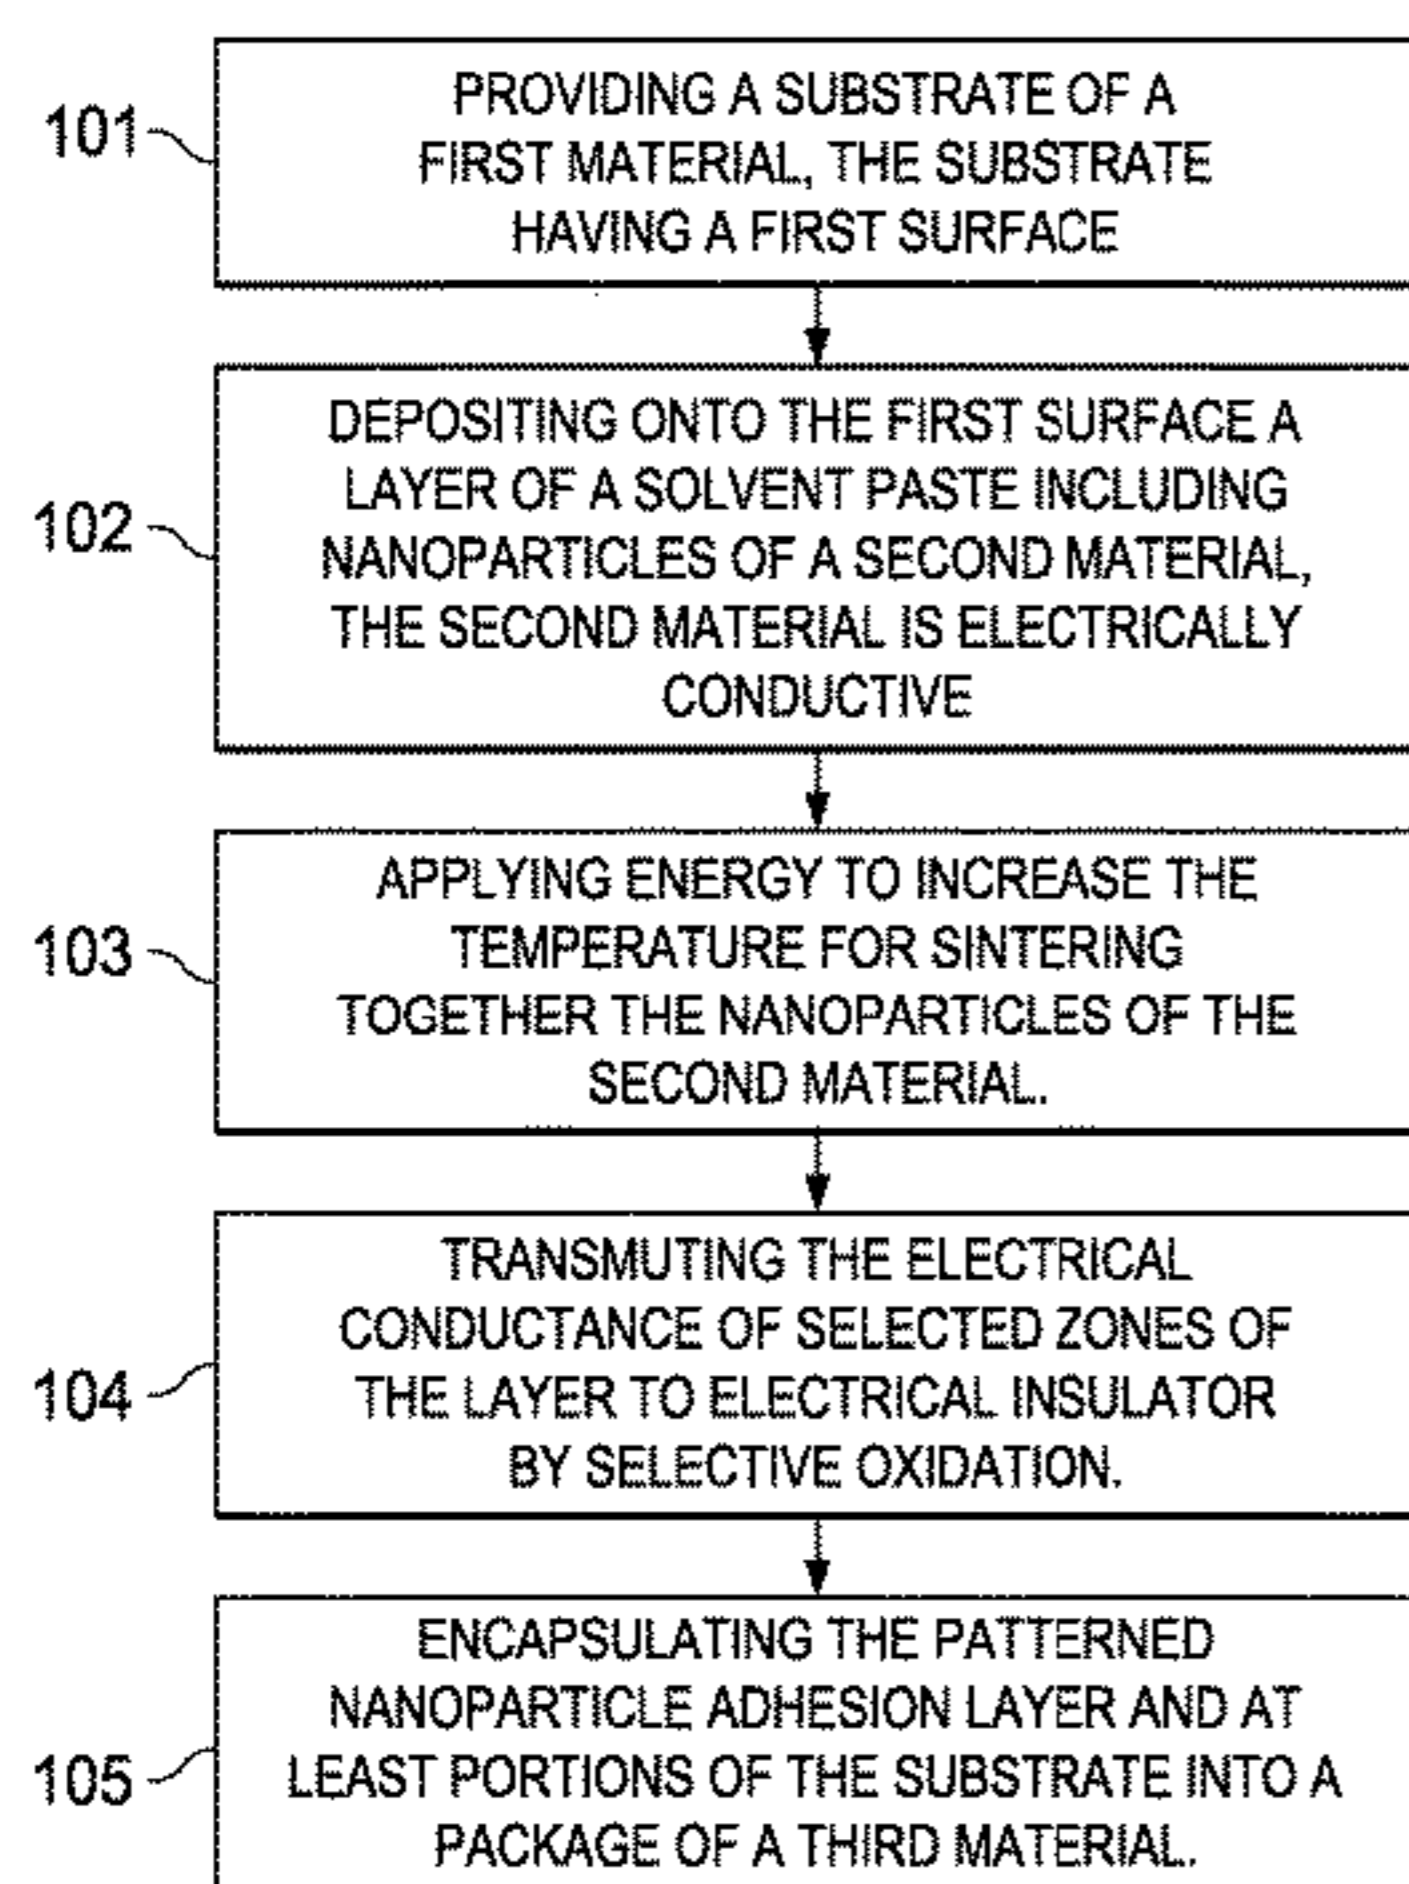 101
PROVIDING A SUBSTRATE OF A
FIRST MATERIAL, THE SUBSTRATE
HAVING A FIRST SURFACE
102
DEPOSITING ONTO THE FIRST SURFACE A
LAYER OF A SOLVENT PASTE INCLUDING
NANOPARTICLES OF A SECOND MATERIAL,
THE SECOND MATERIAL IS ELECTRICALLY
CONDUCTIVE
103
APPLYING ENERGY TO INCREASE THE
TEMPERATURE FOR SINTERING
TOGETHER THE NANOPARTICLES OF THE
SECOND MATERIAL.
104
TRANSMUTING THE ELECTRICAL
CONDUCTANCE OF SELECTED ZONES OF
THE LAYER TO ELECTRICAL INSULATOR
BY SELECTIVE OXIDATION.
105
ENCAPSULATING THE PATTERNED
NANOPARTICLE ADHESION LAYER AND AT
LEAST PORTIONS OF THE SUBSTRATE INTO A
PACKAGE OF A THIRD MATERIAL.